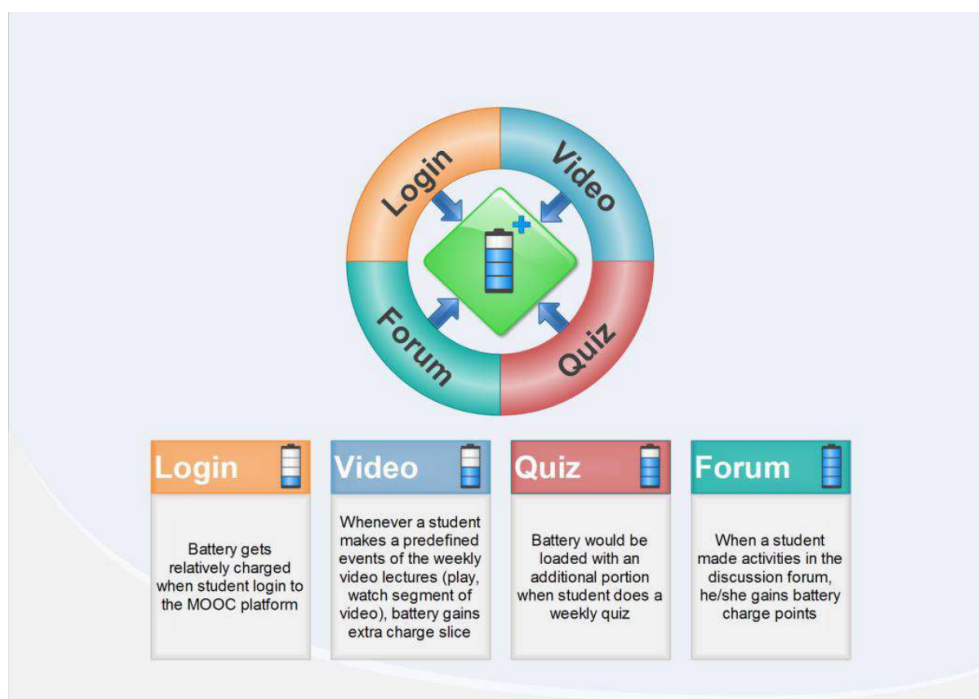 Login
Video
Forum
Quiz
Login
Battery gets
relatively charged
when student login to
the MOOC platform
Video
Whenever a student
makes a predefined
events of the weekly
video lectures (play,
watch segment of
video), battery gains
extra charge slice
Quiz
Battery would be
loaded with an
additional portion
when student does a
weekly quiz
Forum
When a student
made activities in the
discussion forum,
he/she gains battery
charge points